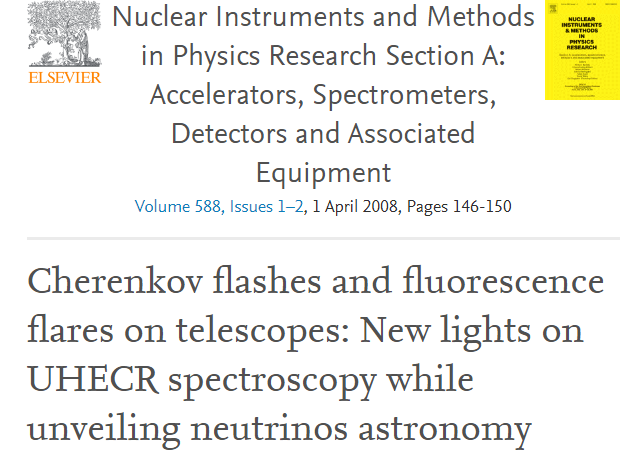 Nuclear Instruments and Methods
in Physics Research Section A:
Accelerators, Spectrometers,
Detectors and Associated
Equipment
Volume 588, Issues 1–2, 1 April 2008, Pages 146-150
ELSEVIER
NUCLEAR
INSTRUMENTS
& METHODS
IN
PHYSICS
RESEARCH
Cherenkov flashes and fluorescence
flares on telescopes: New lights on
UHECR spectroscopy while
unveiling neutrinos astronomy